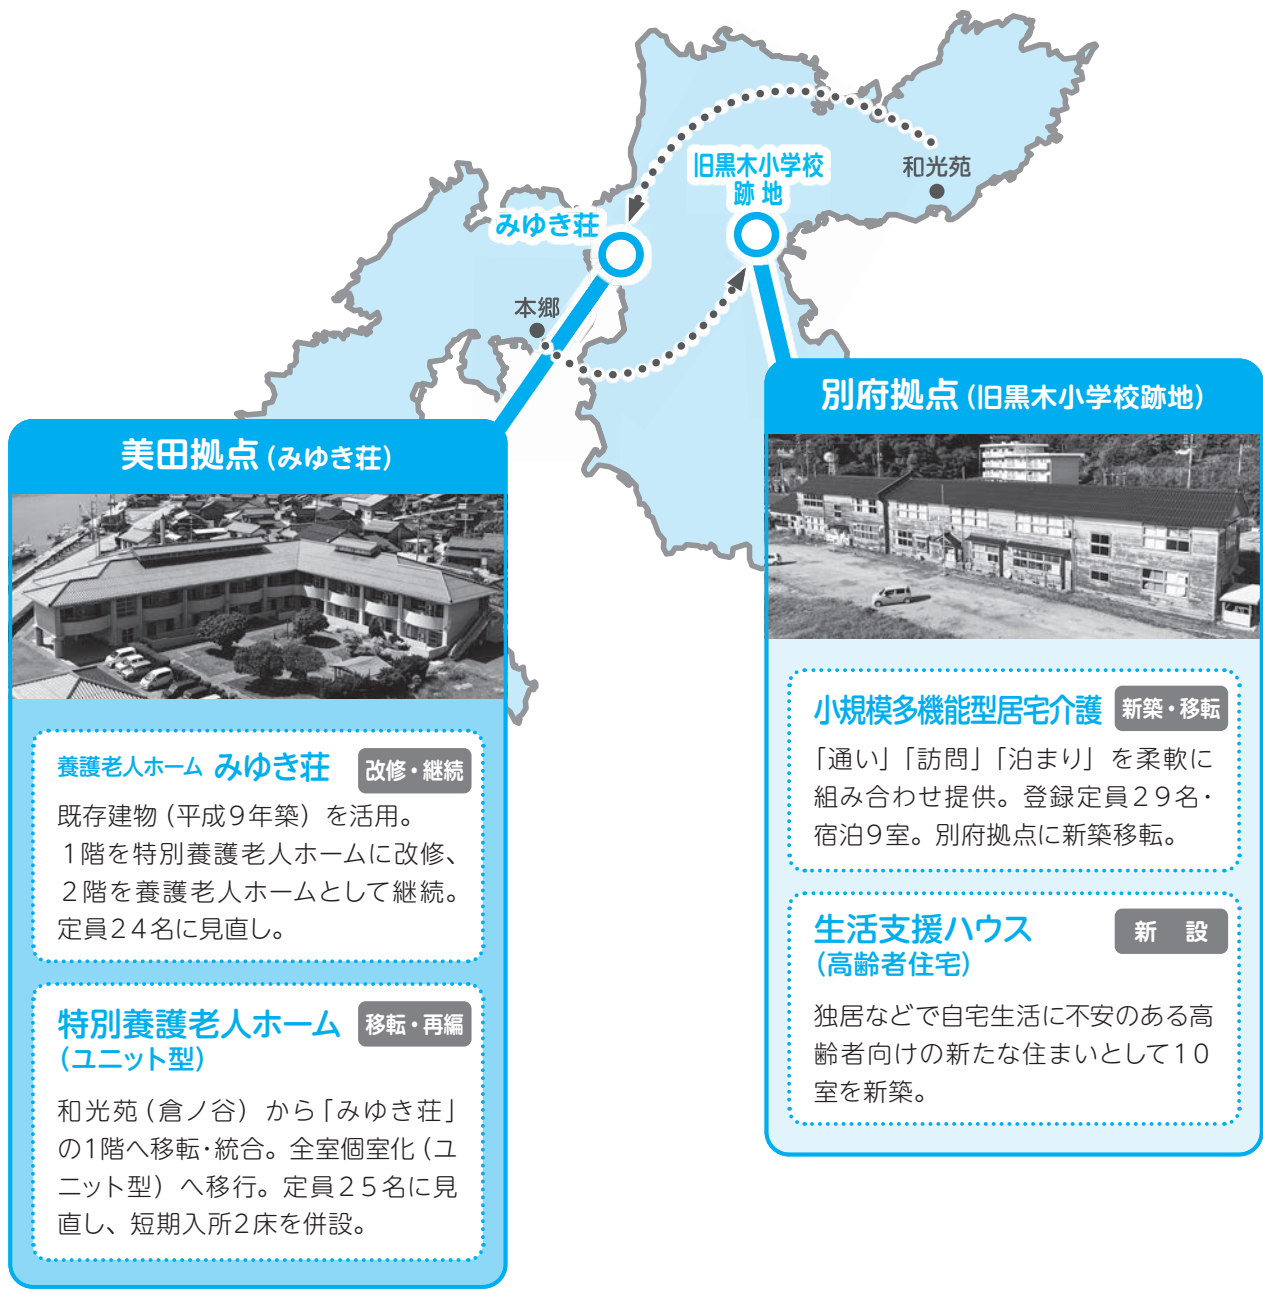 旧黒木小学校
跡地
和光苑
みゆき荘
本郷
美田拠点(みゆき荘)
養護老人ホーム みゆき荘 改修・継続
既存建物(平成9年築)を活用。
1階を特別養護老人ホームに改修、
2階を養護老人ホームとして継続。
定員24名に見直し。
特別養護老人ホーム 移転・再編
(ユニット型)
和光苑(倉ノ谷)から「みゆき荘」
の1階へ移転・統合。全室個室化(ユ
ニット型)へ移行。定員25名に見
直し、短期入所2床を併設。
別府拠点(旧黒木小学校跡地)
小規模多機能型居宅介護 新築・移転
「通い」「訪問」「泊まり」を柔軟に
組み合わせ提供。登録定員29名・
宿泊9室。別府拠点に新築移転。
生活支援ハウス 新設
(高齢者住宅)
独居などで自宅生活に不安のある高
齢者向けの新たな住まいとして10
室を新築。